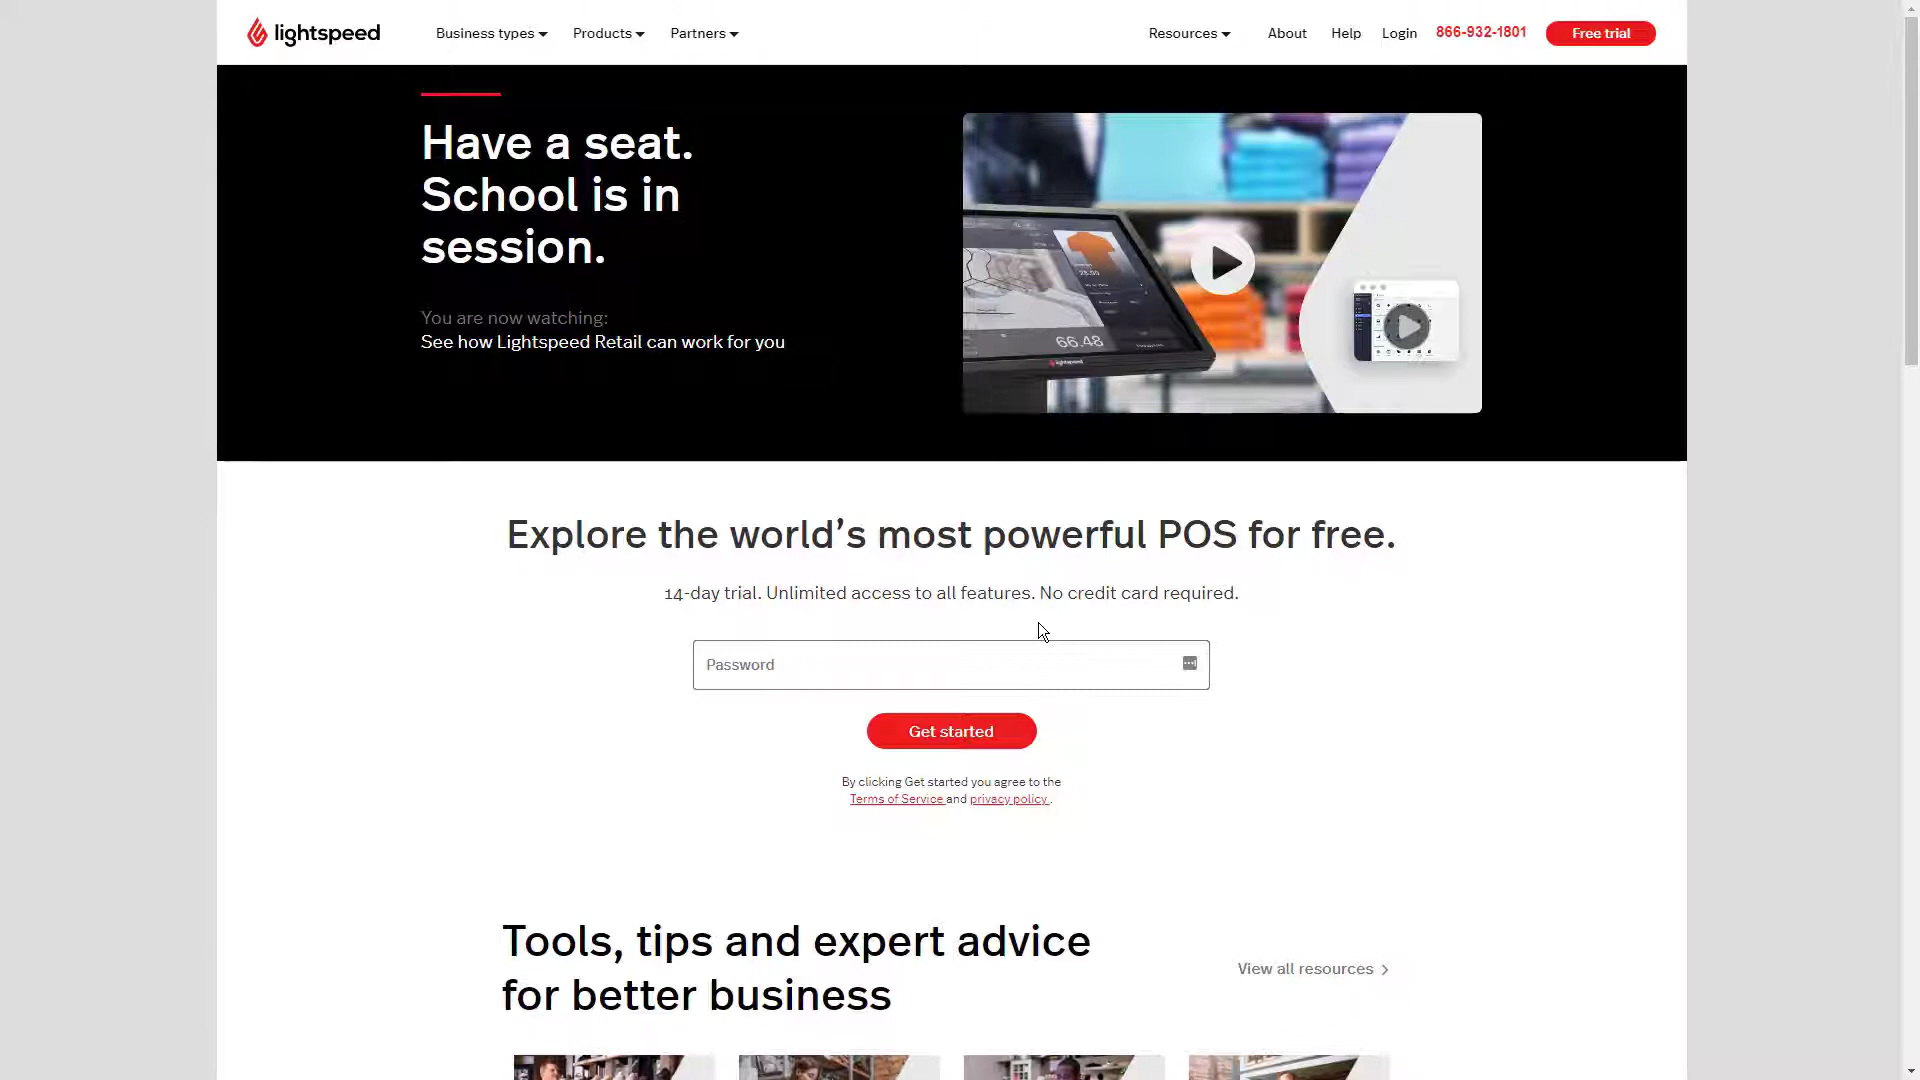 lightspeed
Business types
Products
Partners
Resources
About
Help
Login
866-932-1801
Free trial
Have a seat.
School is in
session.
You are now watching:
See how Lightspeed Retail can work for you
28.00
66.48
lightspeed
Explore the world's most powerful POS for free.
14-day trial. Unlimited access to all features. No credit card required.
Password
Get started
By clicking Get started you agree to the
Terms of Service and privacy policy .
Tools, tips and expert advice
for better business
View all resources